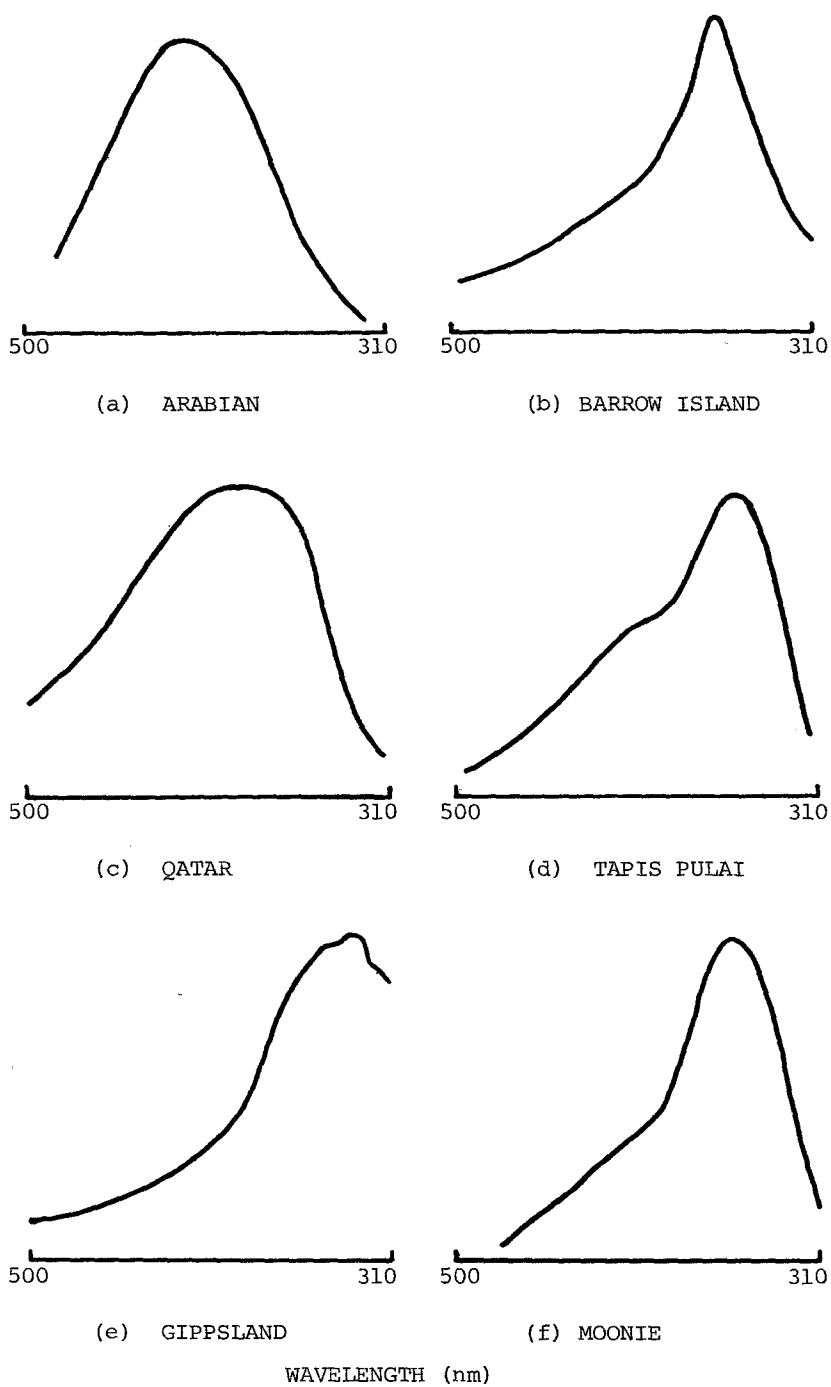 500 310 500 310
(a) ARABIAN (b) BARROW ISLAND
500 310 500 310
(c) QATAR (d) TAPIS PULAI
500 310 500 310
(e) GIPPSLAND (f) MOONIE
WAVELENGTH (nm)